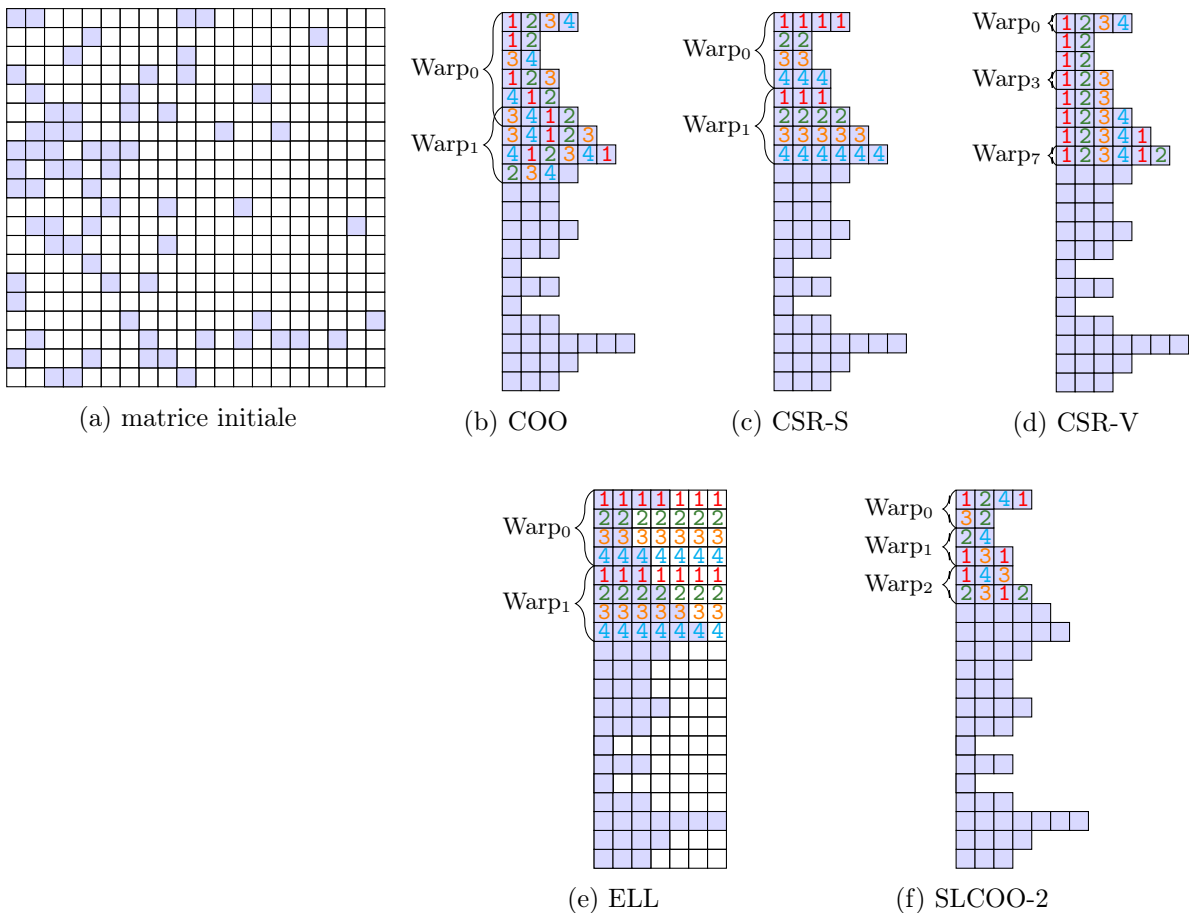 Warp0
1 2 3 4
1 2
3 4
1 2 3
4 1 2
Warp1
3 4 1 2
3 4 1 2 3
4 1 2 3 4 1
2 3 4
Warp0
1 1 1 1
2 2
3 3
4 4 4
Warp1
1 1 1
2 2 2 2
3 3 3 3 3
4 4 4 4 4 4
Warp0
1 2 3 4
1 2
1 2
Warp3
1 2 3
1 2 3
1 2 3 4
1 2 3 4 1
Warp7
1 2 3 4 1 2
(a) matrice initiale
(b) COO
(c) CSR-S
(d) CSR-V
Warp0
1 1 1 1 1 1 1
2 2 2 2 2 2 2
3 3 3 3 3 3 3
4 4 4 4 4 4 4
Warp1
1 1 1 1 1 1 1
2 2 2 2 2 2 2
3 3 3 3 3 3 3
4 4 4 4 4 4 4
Warp0
1 2 4 1
3 2
Warp1
2 4
1 3 1
Warp2
1 4 3
2 3 1 2
(e) ELL
(f) SLCOO-2